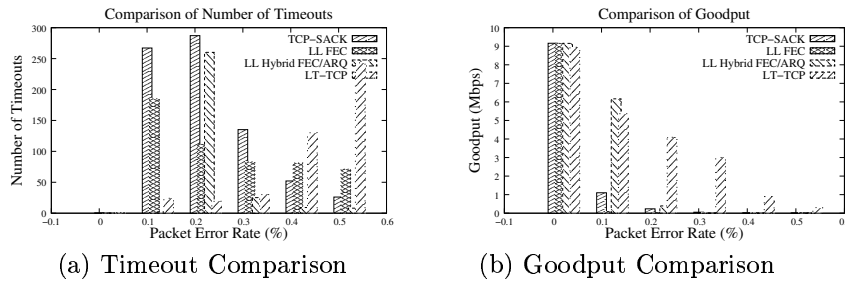 Comparison of Number of Timeouts
300
250
200
150
100
50
0
Number of Timeouts
TCP-SACK
LL FEC
LL Hybrid FEC/ARQ
LT-TCP
-0.1 0 0.1 0.2 0.3 0.4 0.5 0.6
Packet Error Rate (%)
(a) Timeout Comparison
Comparison of Goodput
10
9
8
7
6
5
4
3
2
1
0
Goodput (Mbps)
TCP-SACK
LL FEC
LL Hybrid FEC/ARQ
LT-TCP
-0.1 0 0.1 0.2 0.3 0.4 0.5
Packet Error Rate (%)
(b) Goodput Comparison